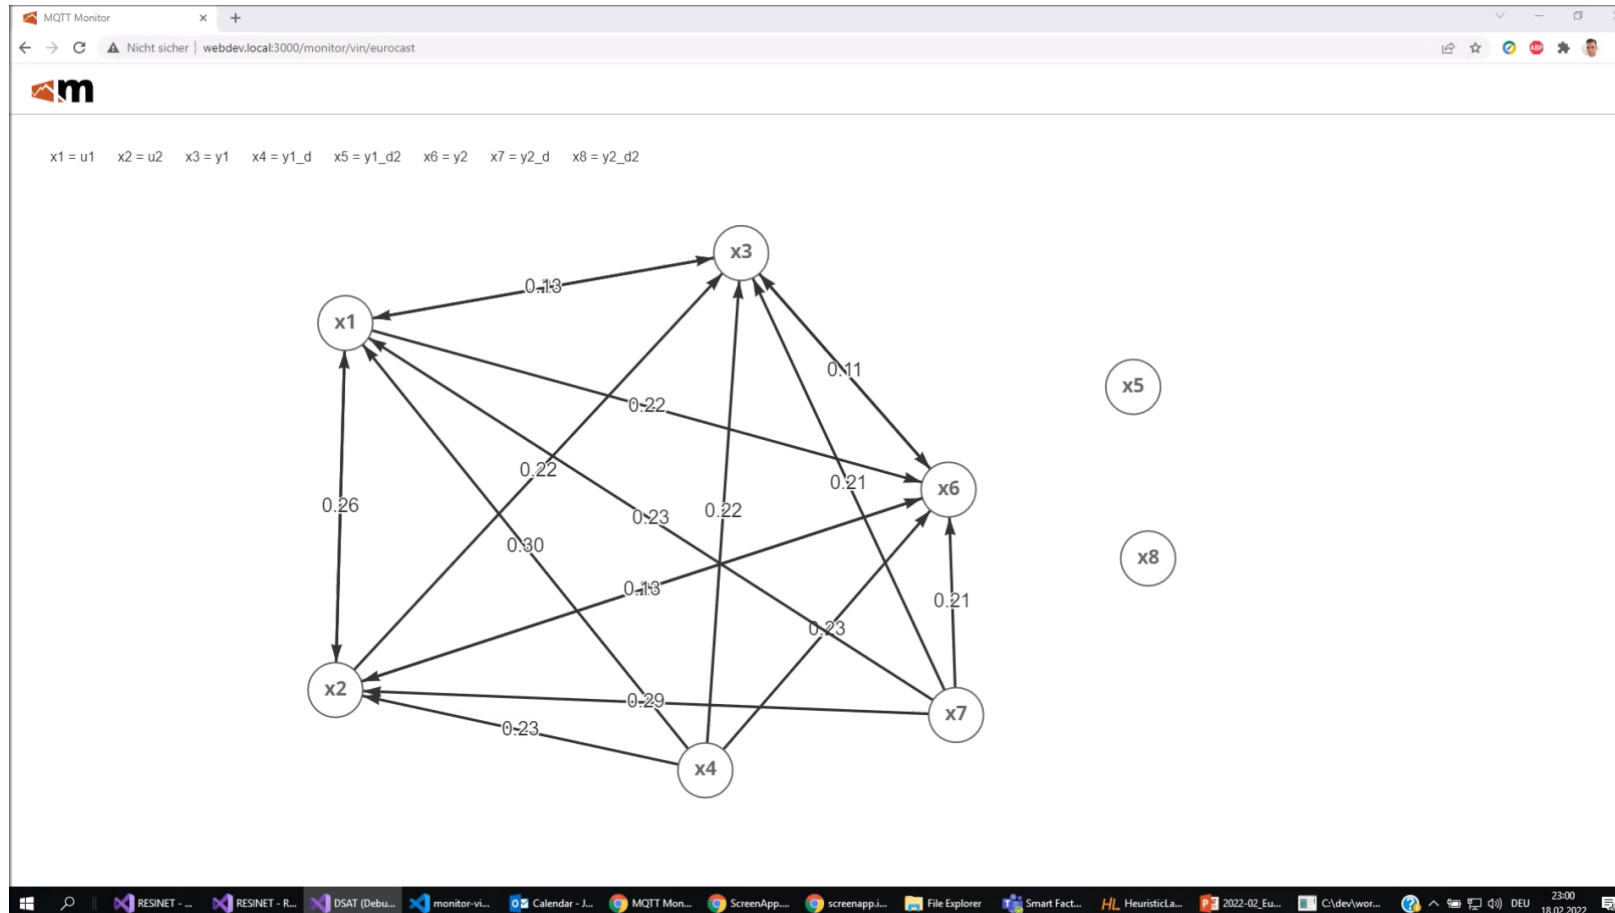 MQTT Monitor
Nicht sicher | webdev.local:3000/monitor/vin/eurocast
ABP
m
x1 = u1 x2 = u2 x3 = y1 x4 = y1_d x5 = y1_d2 x6 = y2 x7 = y2_d x8 = y2_d2
x3
0.13
x1
0.11
x5
0.22
0.22
0.21
x6
0.26
0.23
0.22
0.30
x8
0.13
0.21
0.23
x2
0.29
x7
0.23
x4
RESINET - ... RESINET - R... DSAT (Debu... monitor-vi... Calendar - J... MQTT Mon... ScreenApp.... screenapp.i... File Explorer Smart Fact... HL HeuristicLa... 2022-02_Eu... C:\dev\wor... DEU 23:00
18.02.2022